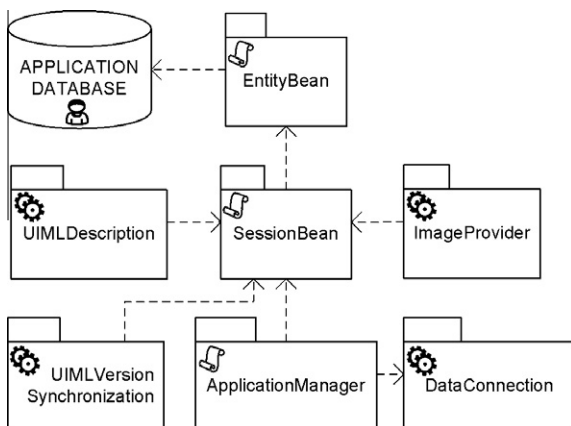 APPLICATION
DATABASE
EntityBean
UIMLDescription
SessionBean
ImageProvider
UIMLVersion
Synchronization
ApplicationManager
DataConnection